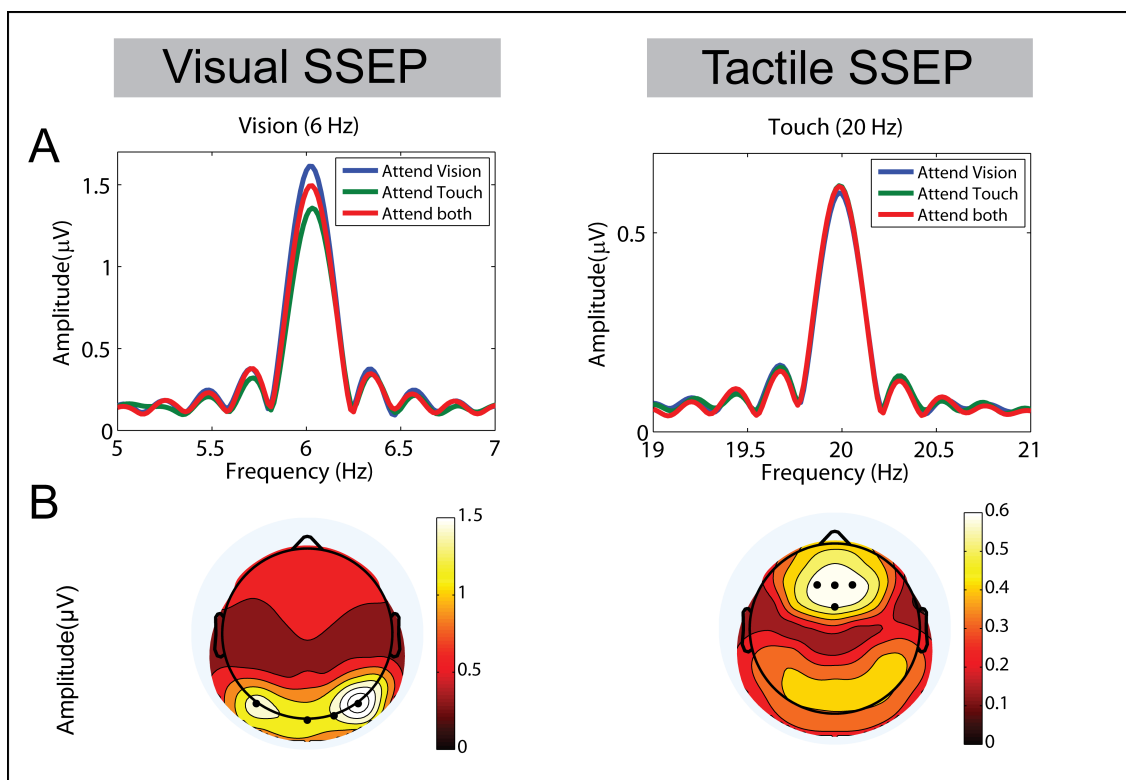 Visual SSEP
Tactile SSEP
A
Vision (6 Hz)
Touch (20 Hz)
Amplitude(µV)
1.5
1
0.5
0
Attend Vision
Attend Touch
Attend both
5
5.5
6
6.5
7
Frequency (Hz)
Amplitude(µV)
0.5
0
Attend Vision
Attend Touch
Attend both
19
19.5
20
20.5
21
Frequency (Hz)
B
Amplitude(µV)
1.5
1
0.5
0
0.6
0.5
0.4
0.3
0.2
0.1
0